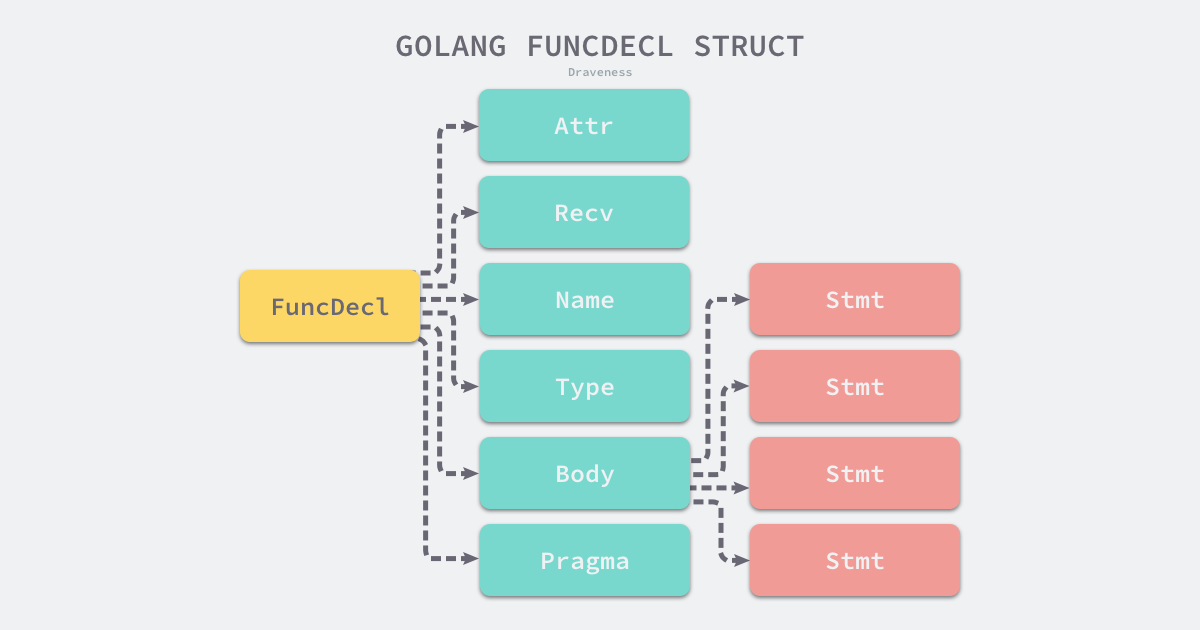 GOLANG FUNCDECL STRUCT
Draveness
Attr
Recv
FuncDecl
Name
Stmt
Type
Stmt
Body
Stmt
Pragma
Stmt